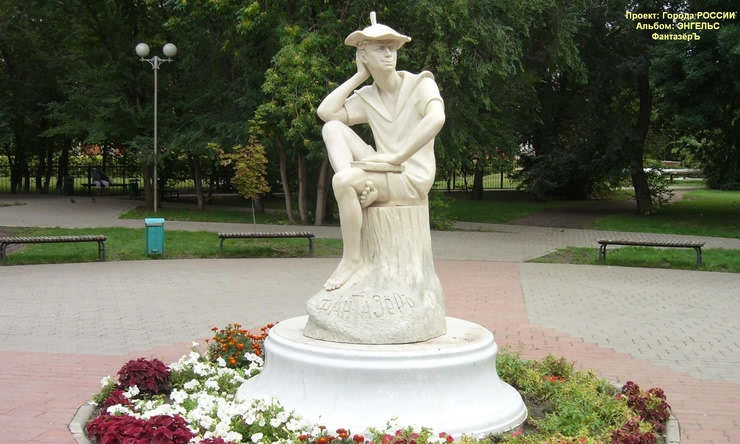 Проект: Города РОССИИ
Альбом: ЭНГЕЛЬС
ФантазёрЪ
ФАНТАЗЁРЪ